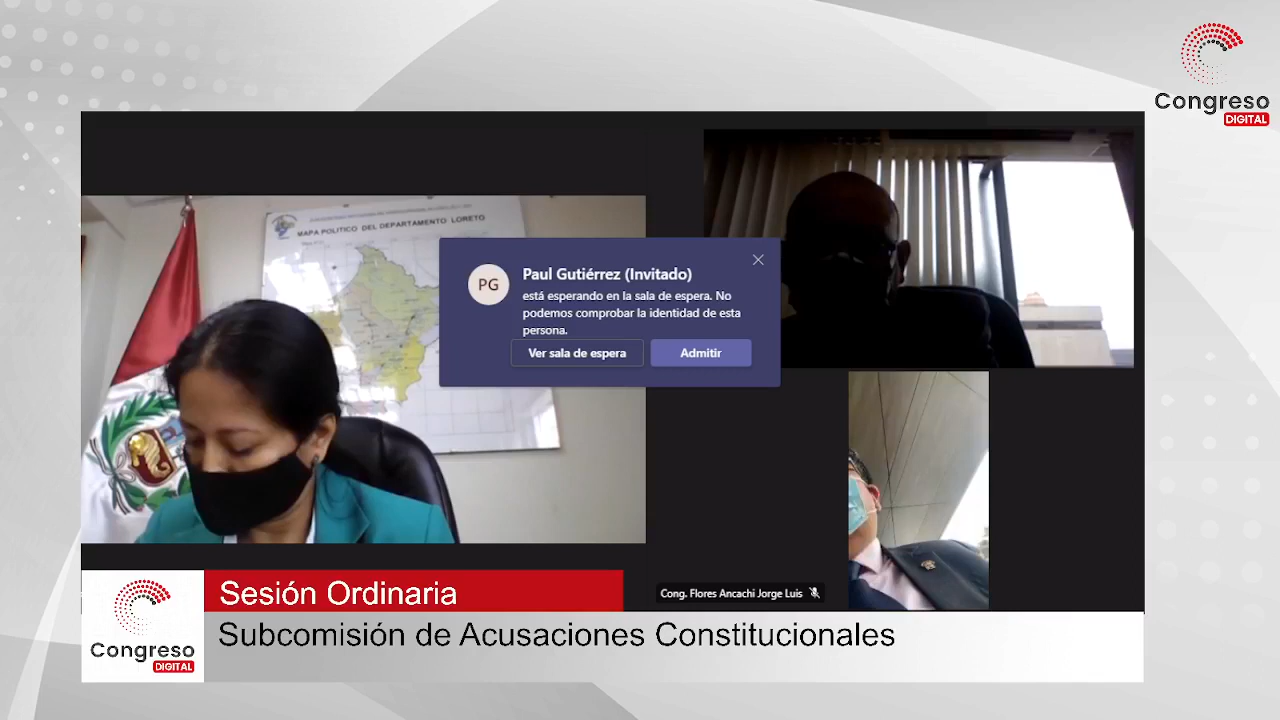 Congreso
DIGITAL
MAPA POLITICO DEL DEPARTAMENTO LORETO
PG
Paul Gutiérrez (Invitado)
está esperando en la sala de espera. No
podemos comprobar la identidad de esta
persona.
Ver sala de espera
Admitir
Cong. Flores Ancachi Jorge Luis
Sesión Ordinaria
Subcomisión de Acusaciones Constitucionales
Congreso
DIGITAL